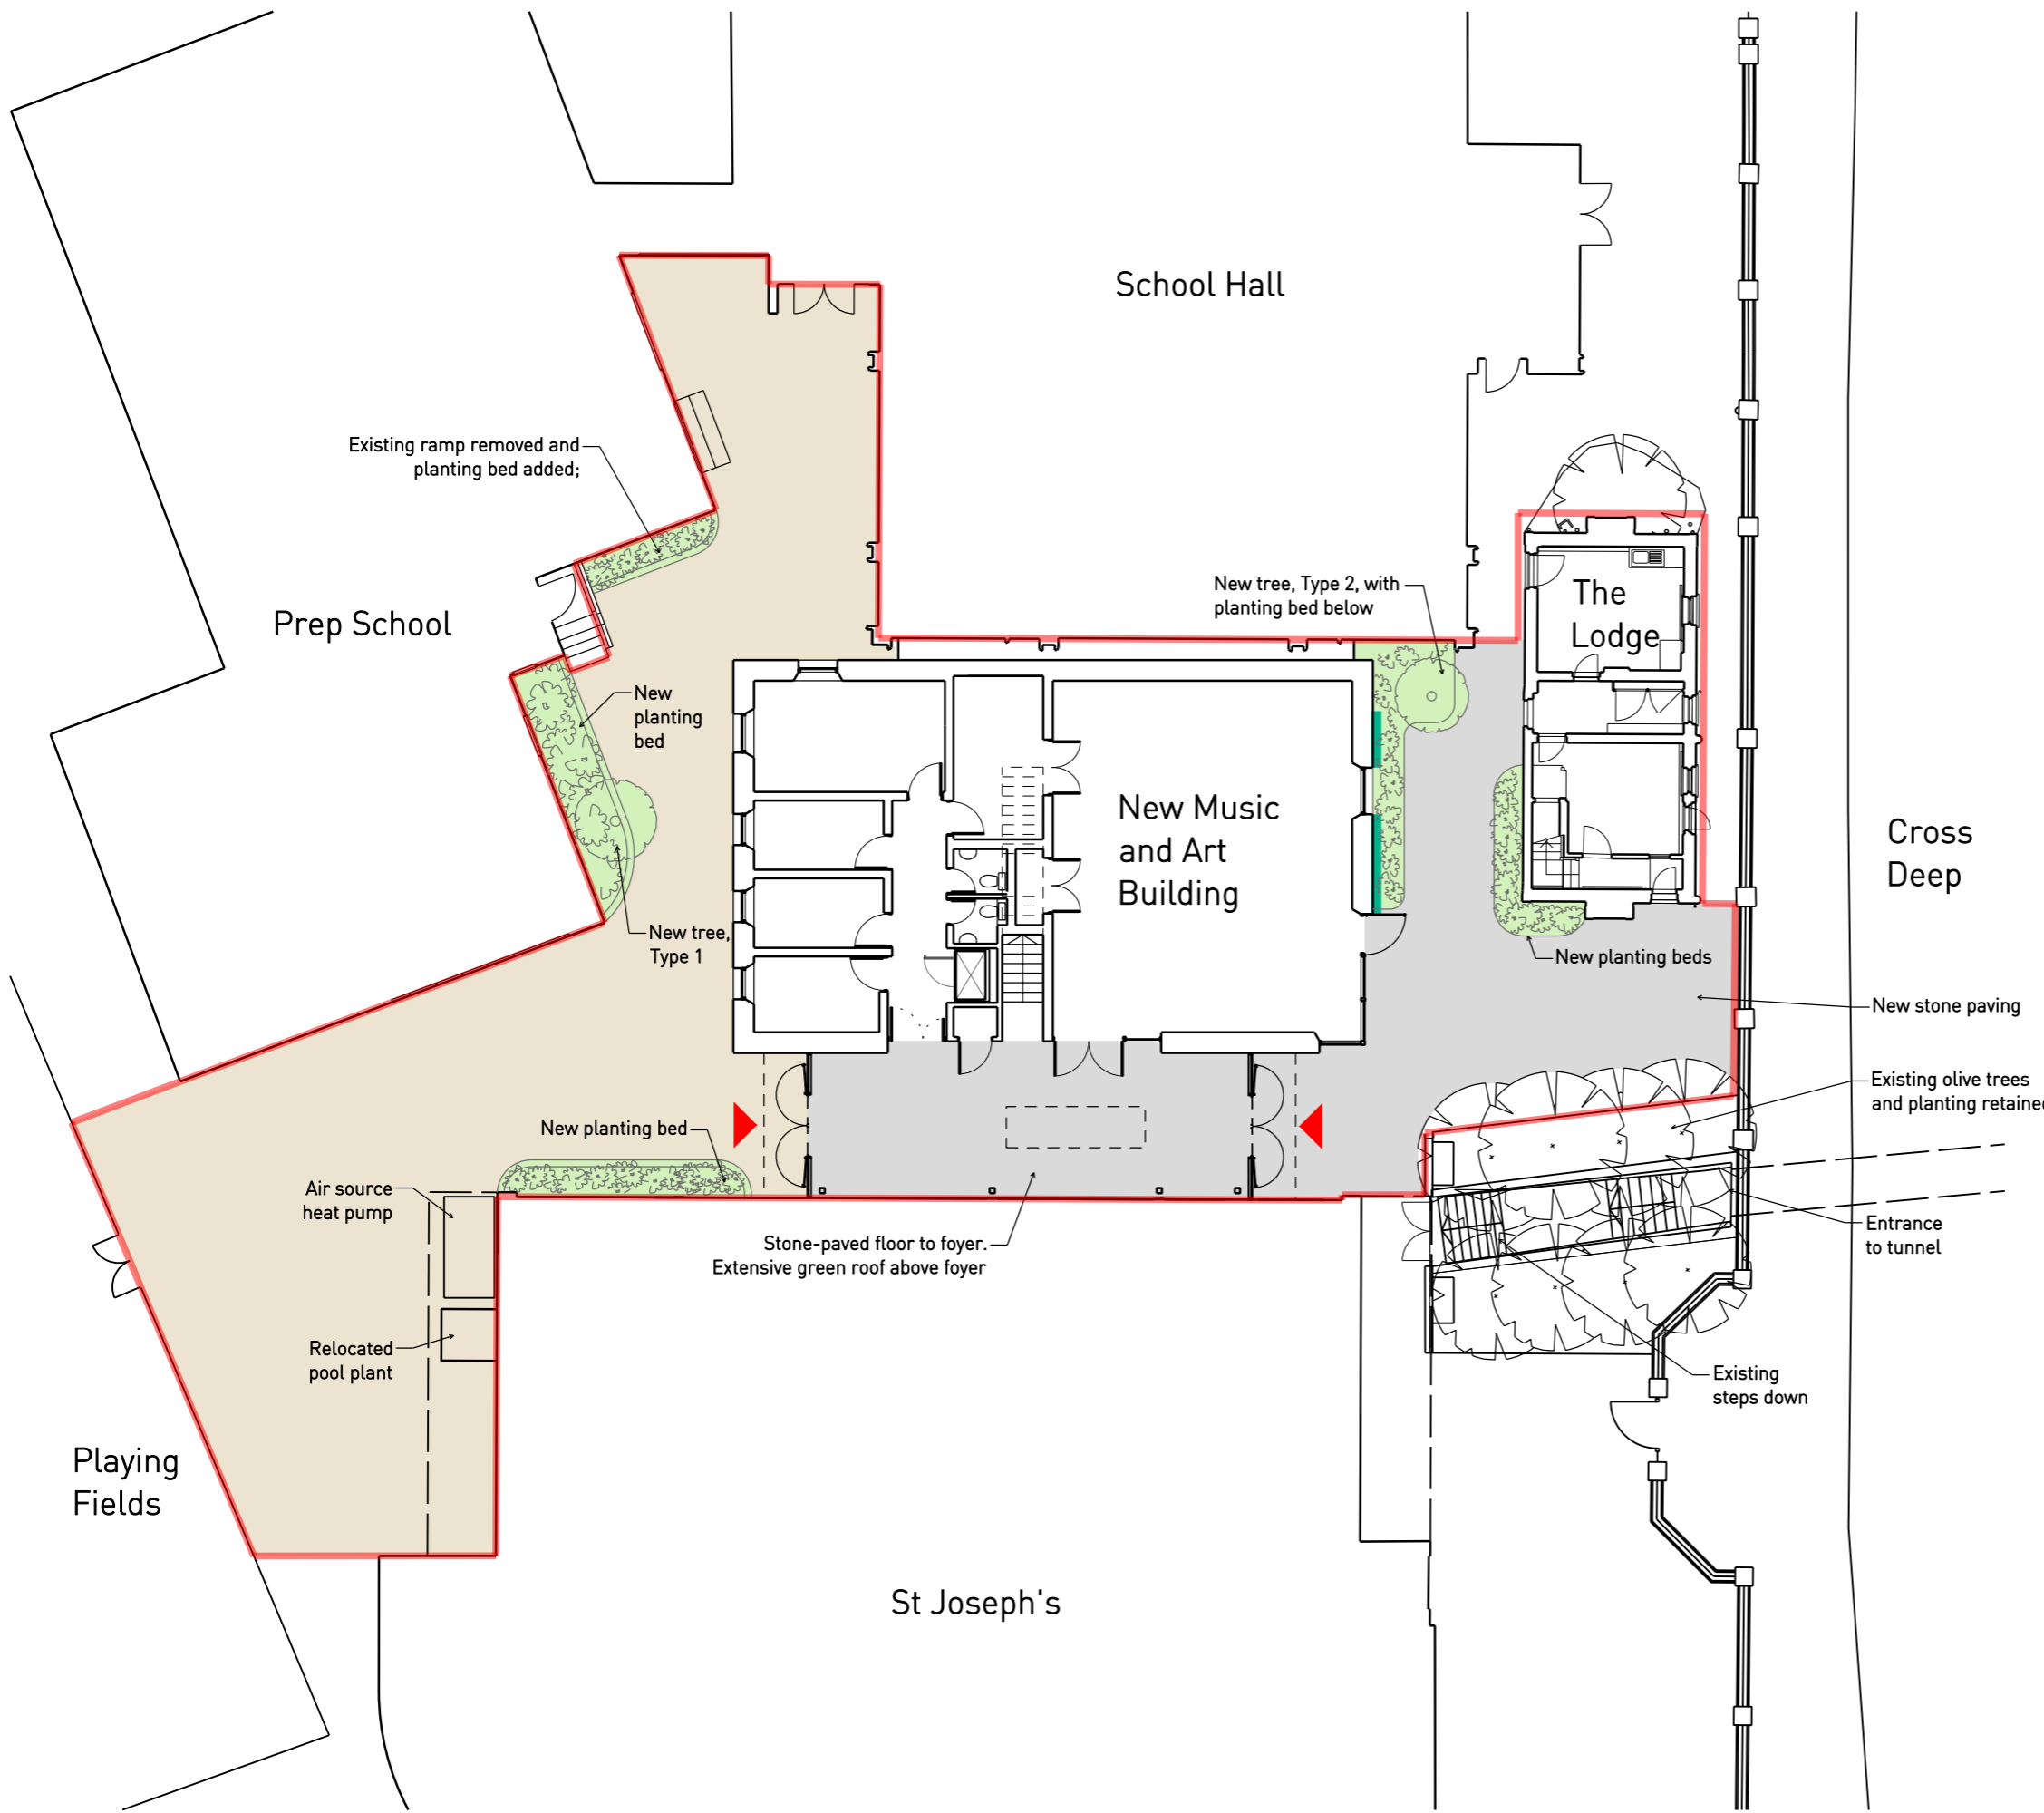 School Hall
Existing ramp removed and
planting bed added;
Prep School
New tree, Type 2, with
planting bed below
The
Lodge
New
planting
bed
New Music
and Art
Building
Cross
Deep
New tree,
Type 1
New planting beds
New stone paving
Existing olive trees
and planting retained
New planting bed
Air source
heat pump
Stone-paved floor to foyer.
Extensive green roof above foyer
Entrance
to tunnel
Relocated
pool plant
Existing
steps down
Playing
Fields
St Joseph's